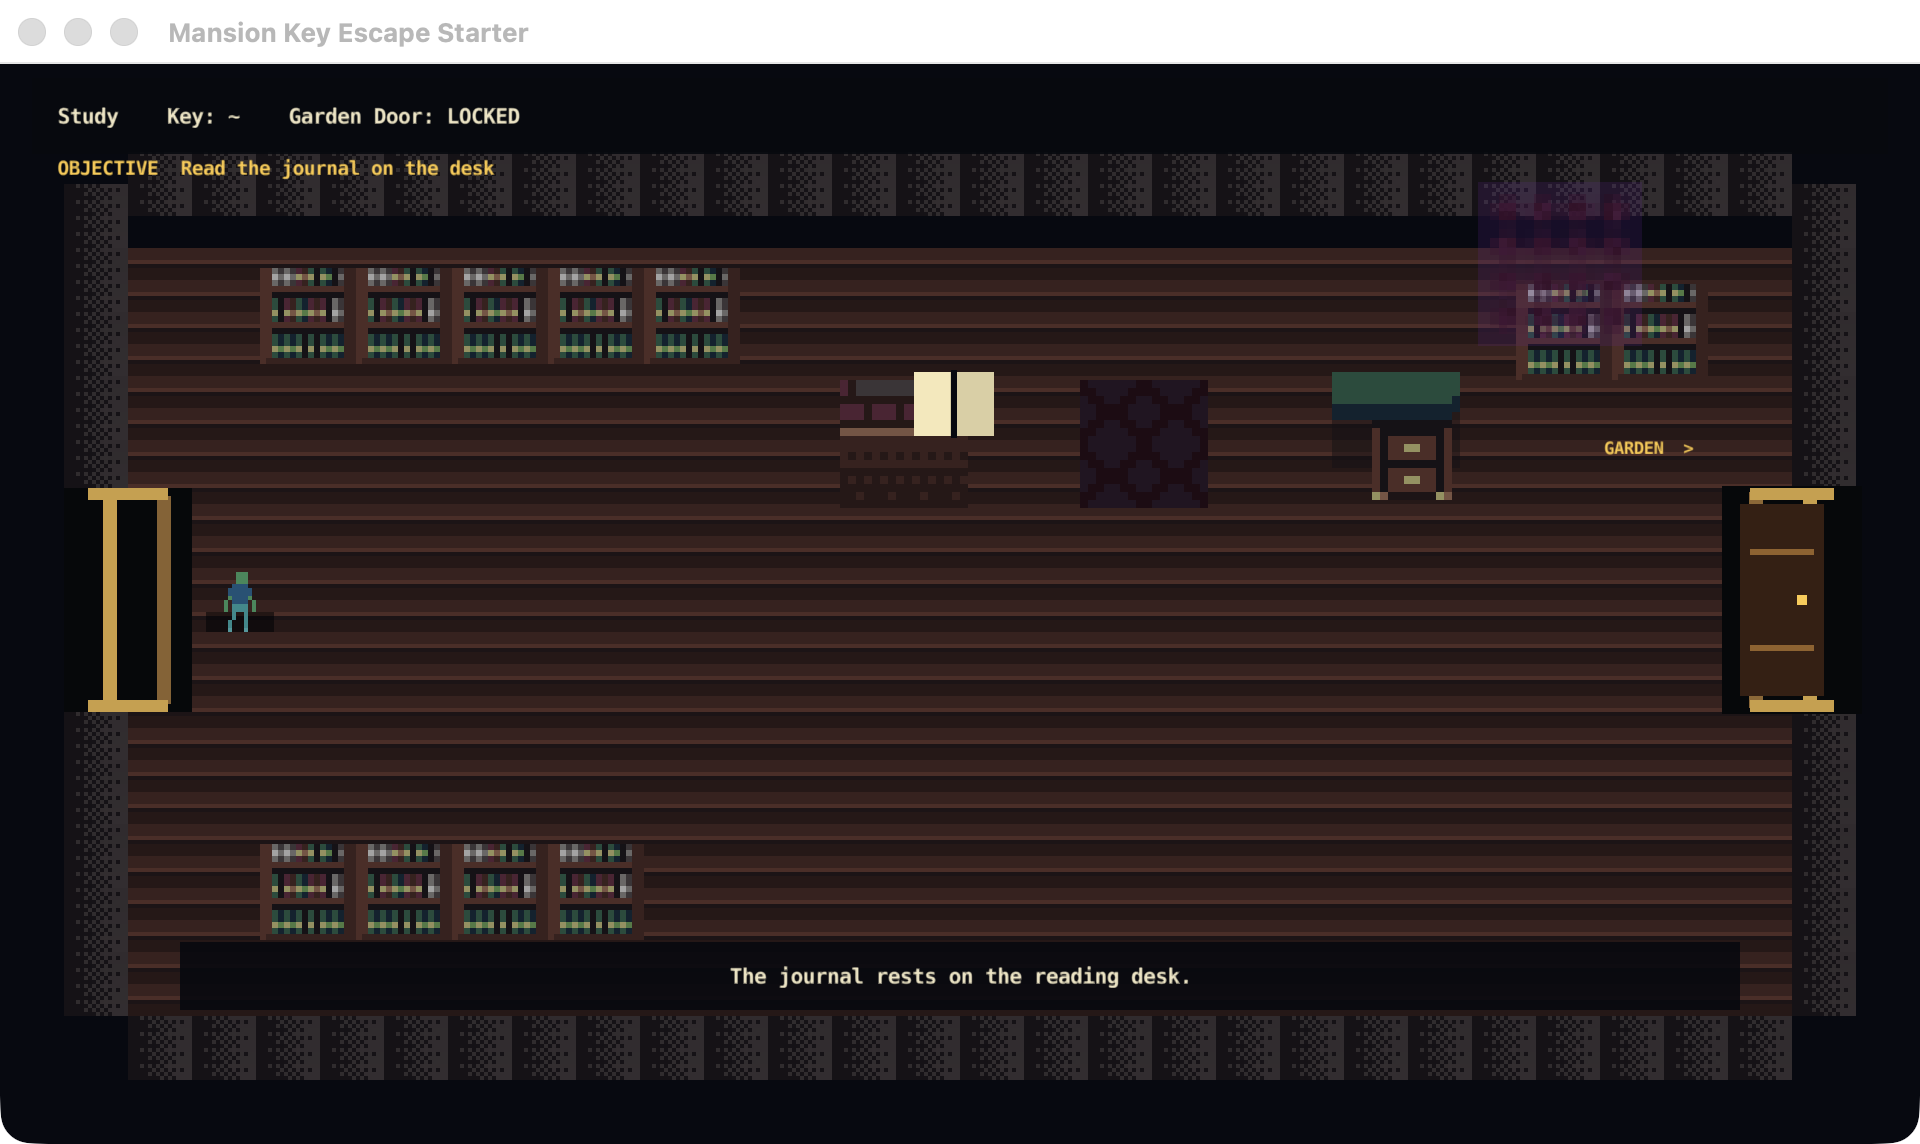 Mansion Key Escape Starter
Study Key: ~ Garden Door: LOCKED
OBJECTIVE Read the journal on the desk
GARDEN >
The journal rests on the reading desk.